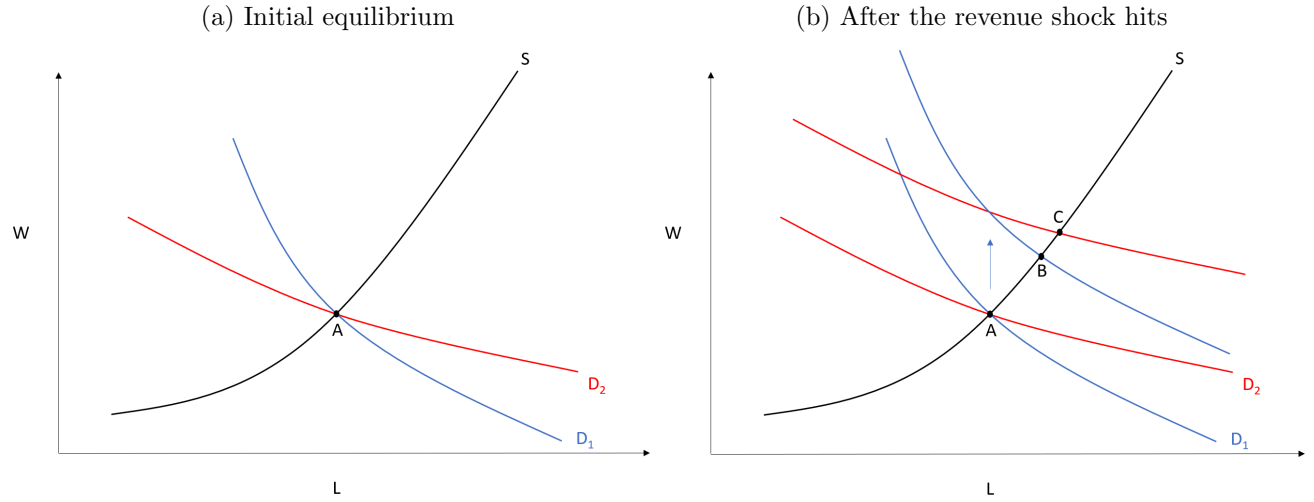 (a) Initial equilibrium
S
W
A
D₂
D₁
L
(b) After the revenue shock hits
S
W
C
B
A
D₂
D₁
L